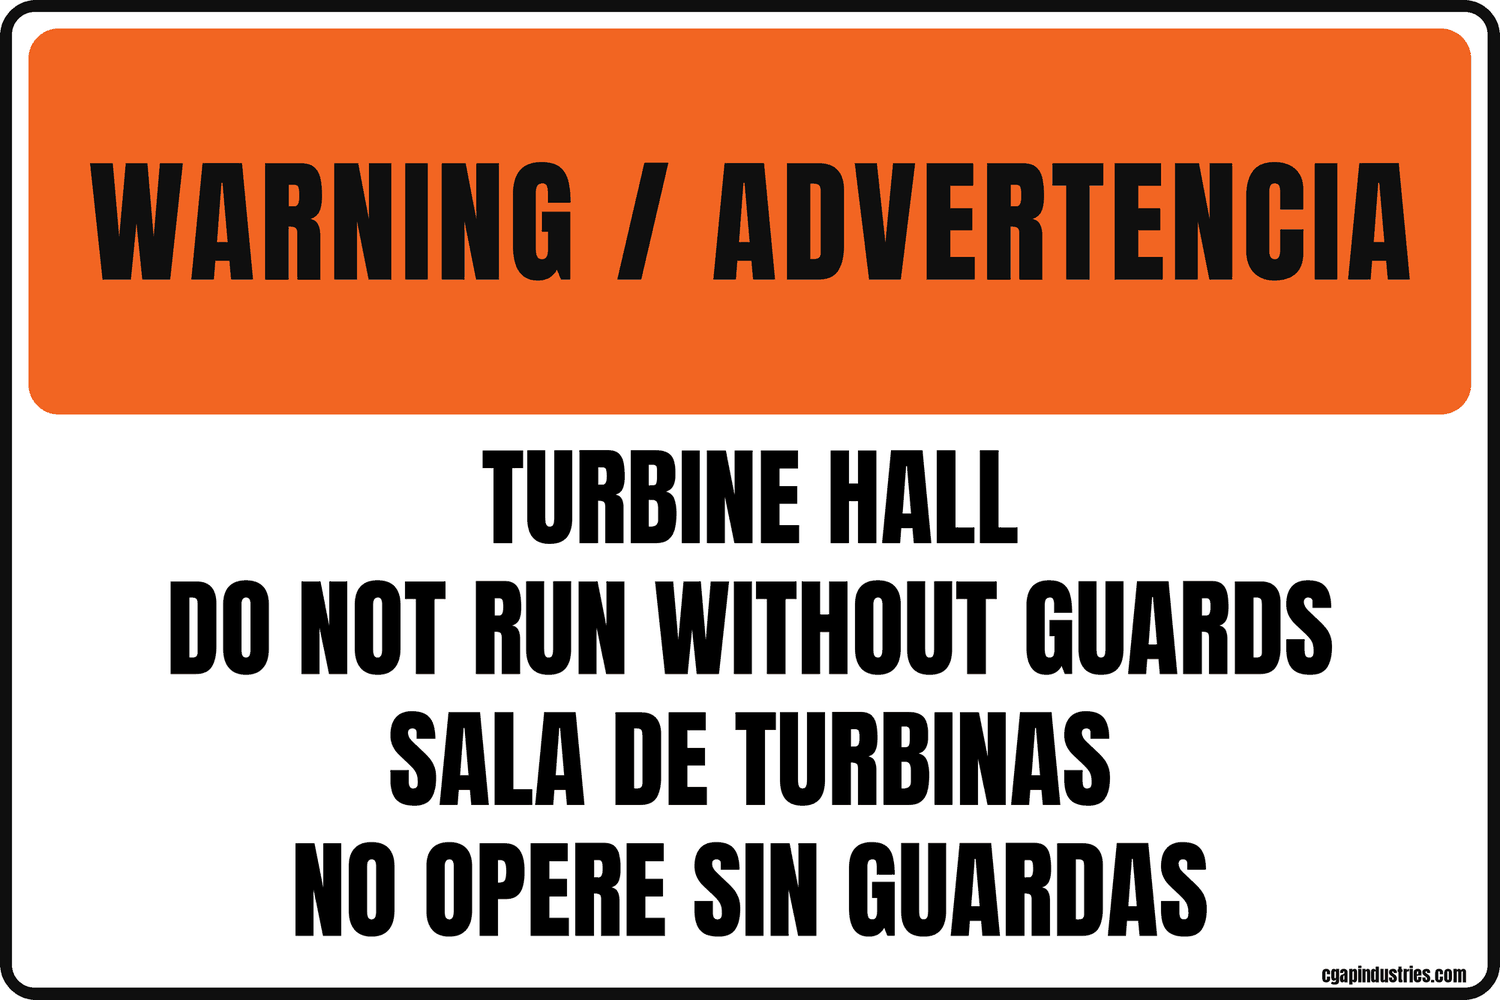 WARNING / ADVERTENCIA
TURBINE HALL
DO NOT RUN WITHOUT GUARDS
SALA DE TURBINAS
NO OPERE SIN GUARDAS
cgapindustries.com